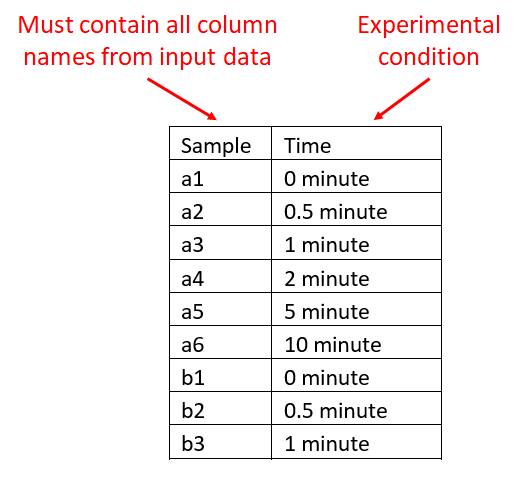 Must contain all column
names from input data
Experimental
condition
Sample Time
a1 0 minute
a2 0.5 minute
a3 1 minute
a4 2 minute
a5 5 minute
a6 10 minute
b1 0 minute
b2 0.5 minute
b3 1 minute